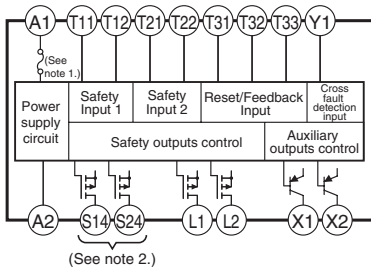 A1 T11 T12 T21 T22 T31 T32 T33 Y1
(See
note 1.)
Power
supply
circuit
Safety
Input 1
Safety
Input 2
Reset/Feedback
Input
Cross
fault
detection
input
Safety outputs control
Auxiliary
outputs control
A2 S14 S24 L1 L2 X1 X2
(See note 2.)